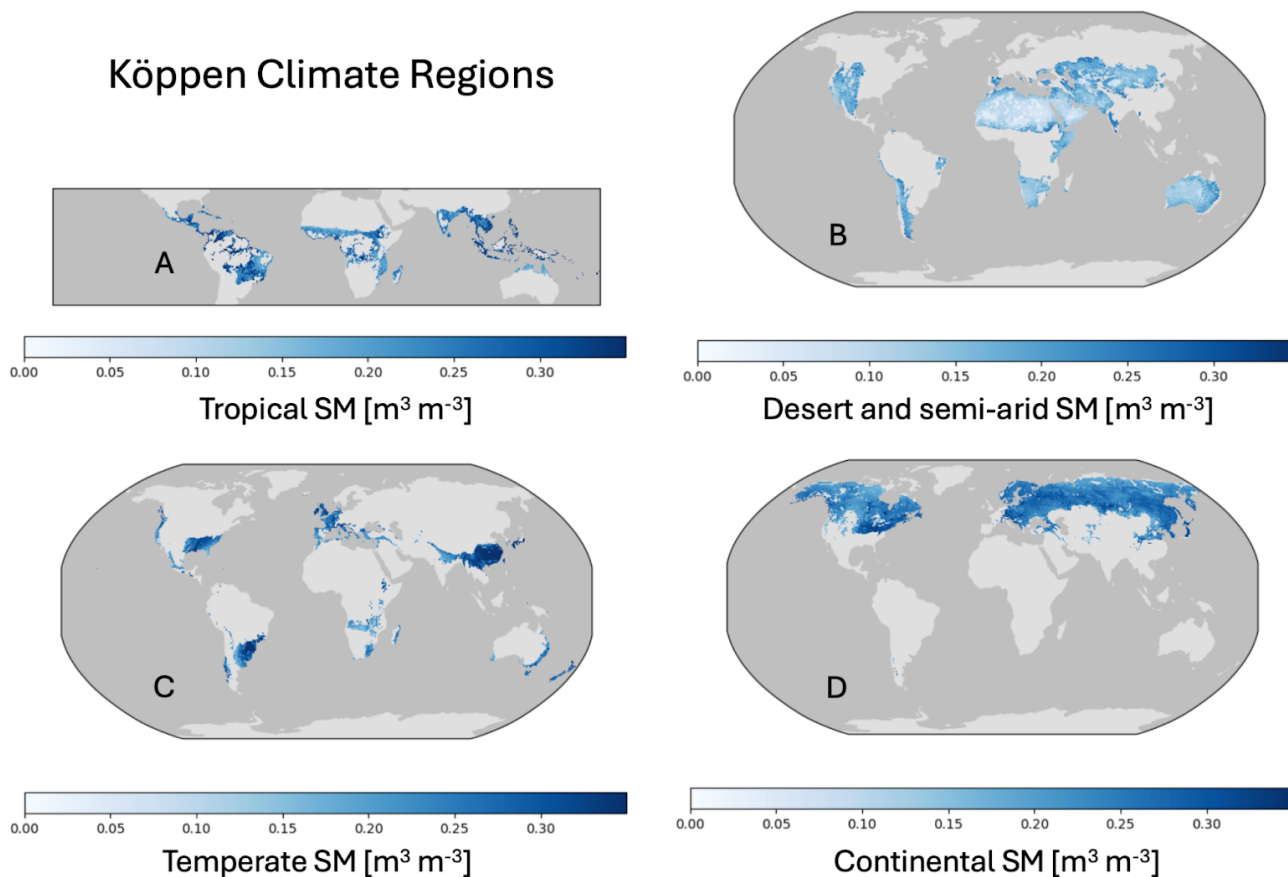 Köppen Climate Regions
A
0.00 0.05 0.10 0.15 0.20 0.25 0.30
Tropical SM [m³ m⁻³]
B
0.00 0.05 0.10 0.15 0.20 0.25 0.30
Desert and semi-arid SM [m³ m⁻³]
C
0.00 0.05 0.10 0.15 0.20 0.25 0.30
Temperate SM [m³ m⁻³]
D
0.00 0.05 0.10 0.15 0.20 0.25 0.30
Continental SM [m³ m⁻³]